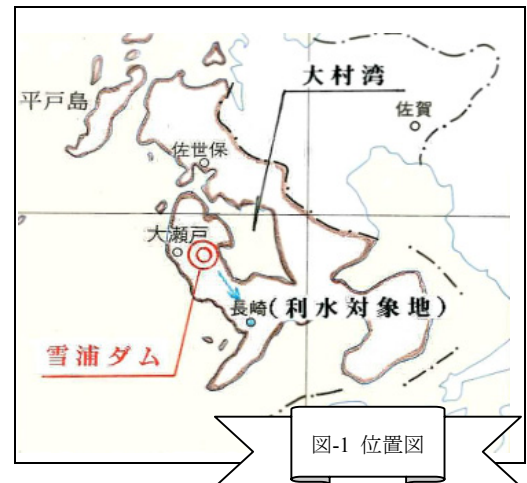 大村湾
平戸島
佐賀
佐世保
大瀬戸
長崎(利水対象地)
雪浦ダム
図-1 位置図